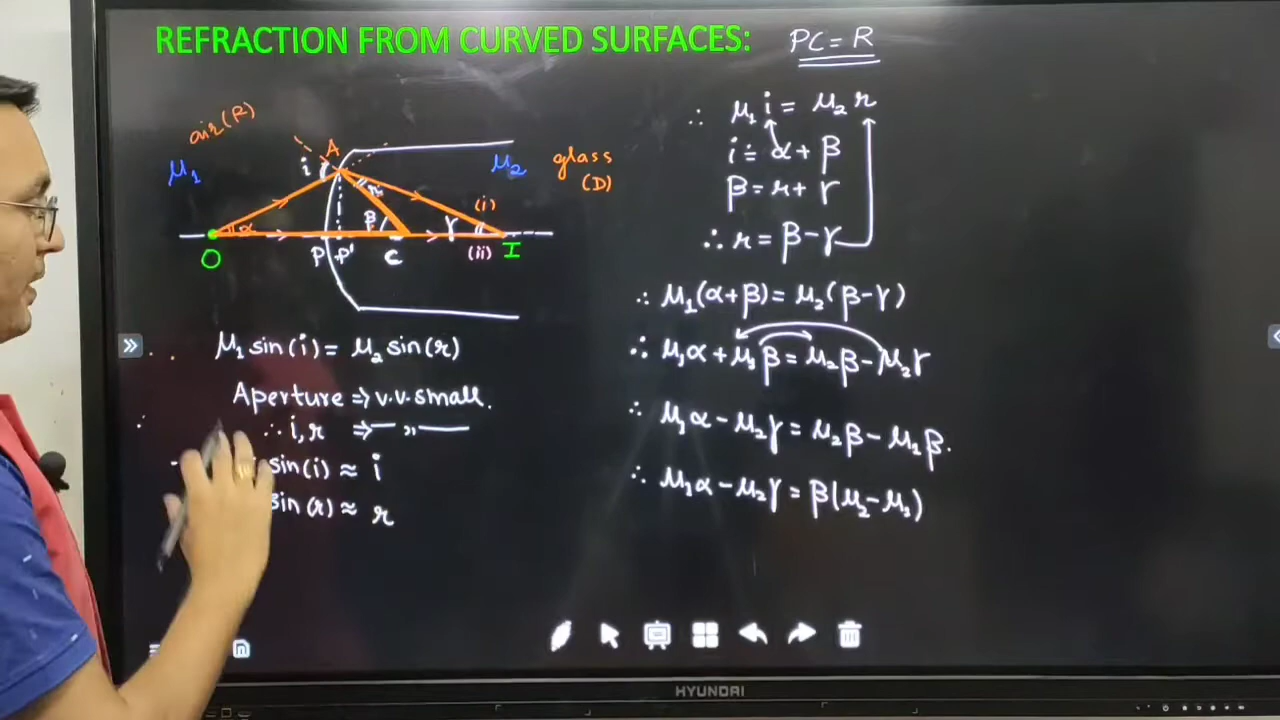 REFRACTION FROM CURVED SURFACES:
PC = R
air (R)
μ₁
A
i
r
μ₂
glass
(D)
(i)
α
β
γ
O
P
P'
C
(ii)
I
μ₁ sin(i) = μ₂ sin(r)
Aperture ⇒ v.v. small.
∴ i, r ⇒ — ,, —
sin(i) ≈ i
sin(r) ≈ r
∴ μ₁ i = μ₂ r
i = α + β
β = r + γ
∴ r = β - γ
∴ μ₁(α+β) = μ₂(β-γ)
∴ μ₁α + μ₁β = μ₂β - μ₂γ
∴ μ₁α - μ₂γ = μ₂β - μ₁β.
∴ μ₁α - μ₂γ = β(μ₂-μ₁)
HYUNDAI